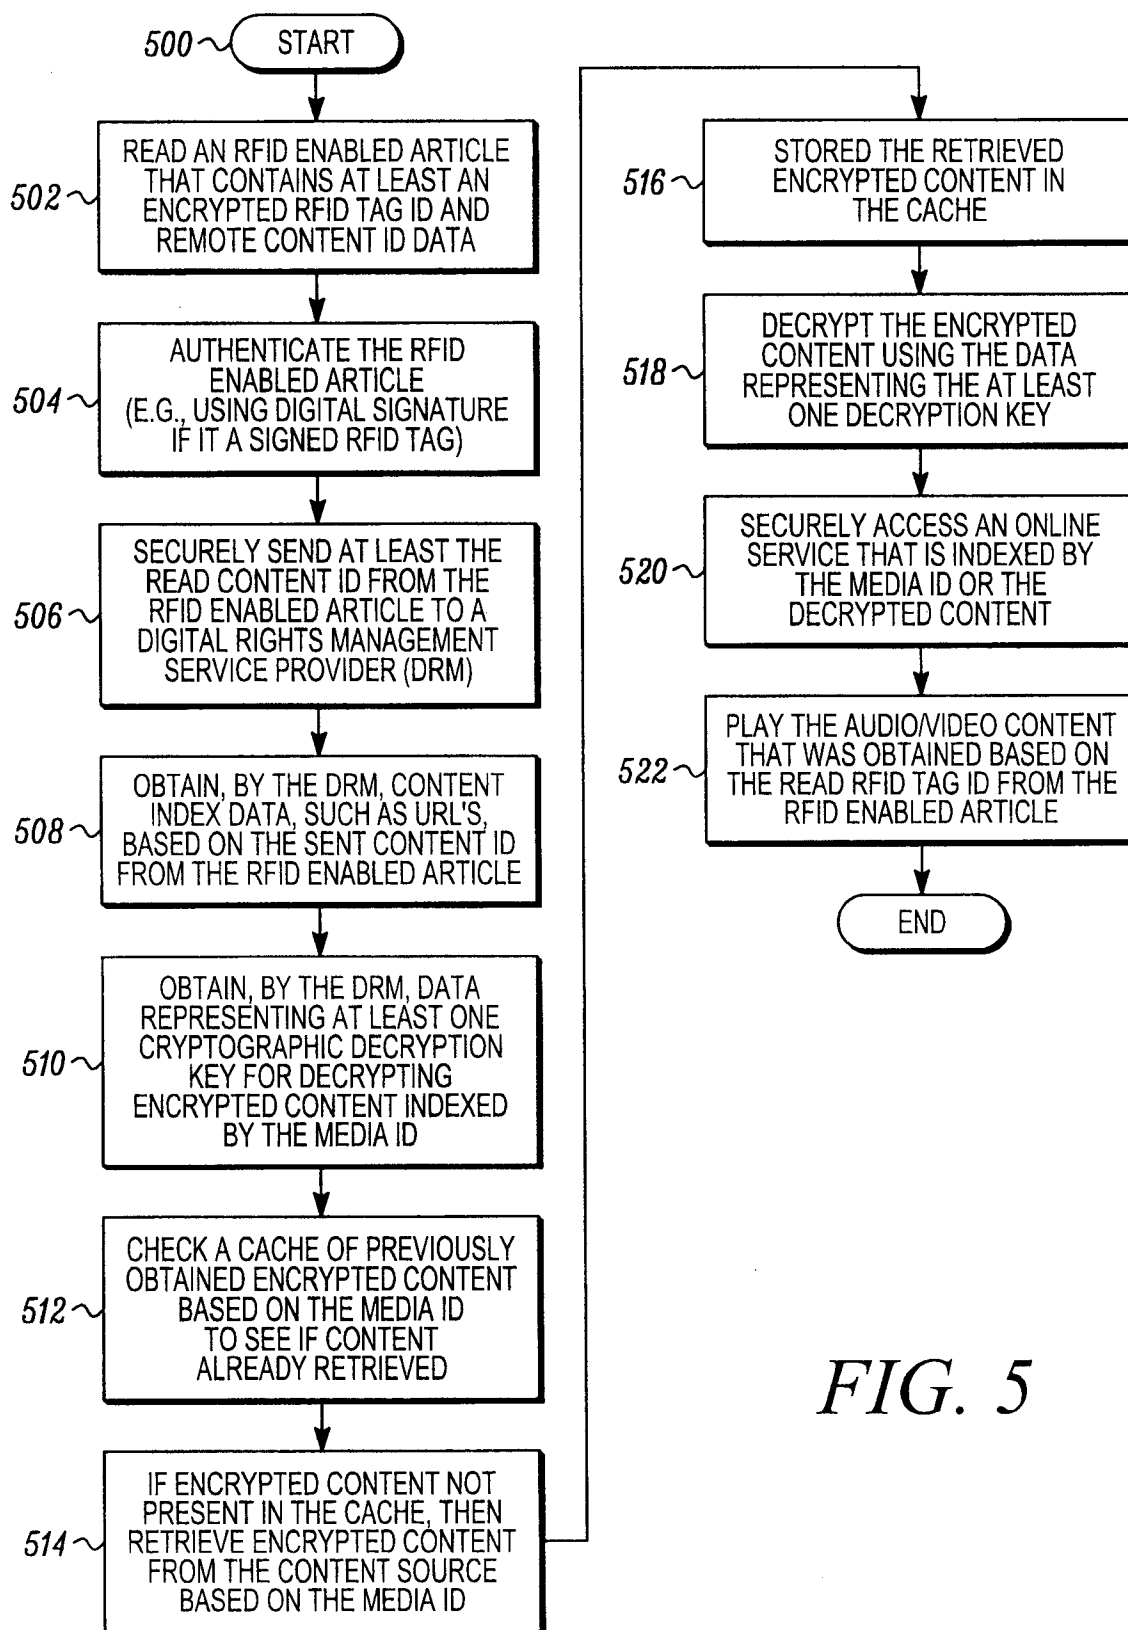 500
START
502
READ AN RFID ENABLED ARTICLE
THAT CONTAINS AT LEAST AN
ENCRYPTED RFID TAG ID AND
REMOTE CONTENT ID DATA
504
AUTHENTICATE THE RFID
ENABLED ARTICLE
(E.G., USING DIGITAL SIGNATURE
IF IT A SIGNED RFID TAG)
506
SECURELY SEND AT LEAST THE
READ CONTENT ID FROM THE
RFID ENABLED ARTICLE TO A
DIGITAL RIGHTS MANAGEMENT
SERVICE PROVIDER (DRM)
508
OBTAIN, BY THE DRM, CONTENT
INDEX DATA, SUCH AS URL'S,
BASED ON THE SENT CONTENT ID
FROM THE RFID ENABLED ARTICLE
510
OBTAIN, BY THE DRM, DATA
REPRESENTING AT LEAST ONE
CRYPTOGRAPHIC DECRYPTION
KEY FOR DECRYPTING
ENCRYPTED CONTENT INDEXED
BY THE MEDIA ID
512
CHECK A CACHE OF PREVIOUSLY
OBTAINED ENCRYPTED CONTENT
BASED ON THE MEDIA ID
TO SEE IF CONTENT
ALREADY RETRIEVED
514
IF ENCRYPTED CONTENT NOT
PRESENT IN THE CACHE, THEN
RETRIEVE ENCRYPTED CONTENT
FROM THE CONTENT SOURCE
BASED ON THE MEDIA ID
516
STORED THE RETRIEVED
ENCRYPTED CONTENT IN
THE CACHE
518
DECRYPT THE ENCRYPTED
CONTENT USING THE DATA
REPRESENTING THE AT LEAST
ONE DECRYPTION KEY
520
SECURELY ACCESS AN ONLINE
SERVICE THAT IS INDEXED BY
THE MEDIA ID OR THE
DECRYPTED CONTENT
522
PLAY THE AUDIO/VIDEO CONTENT
THAT WAS OBTAINED BASED ON
THE READ RFID TAG ID FROM THE
RFID ENABLED ARTICLE
END
FIG. 5